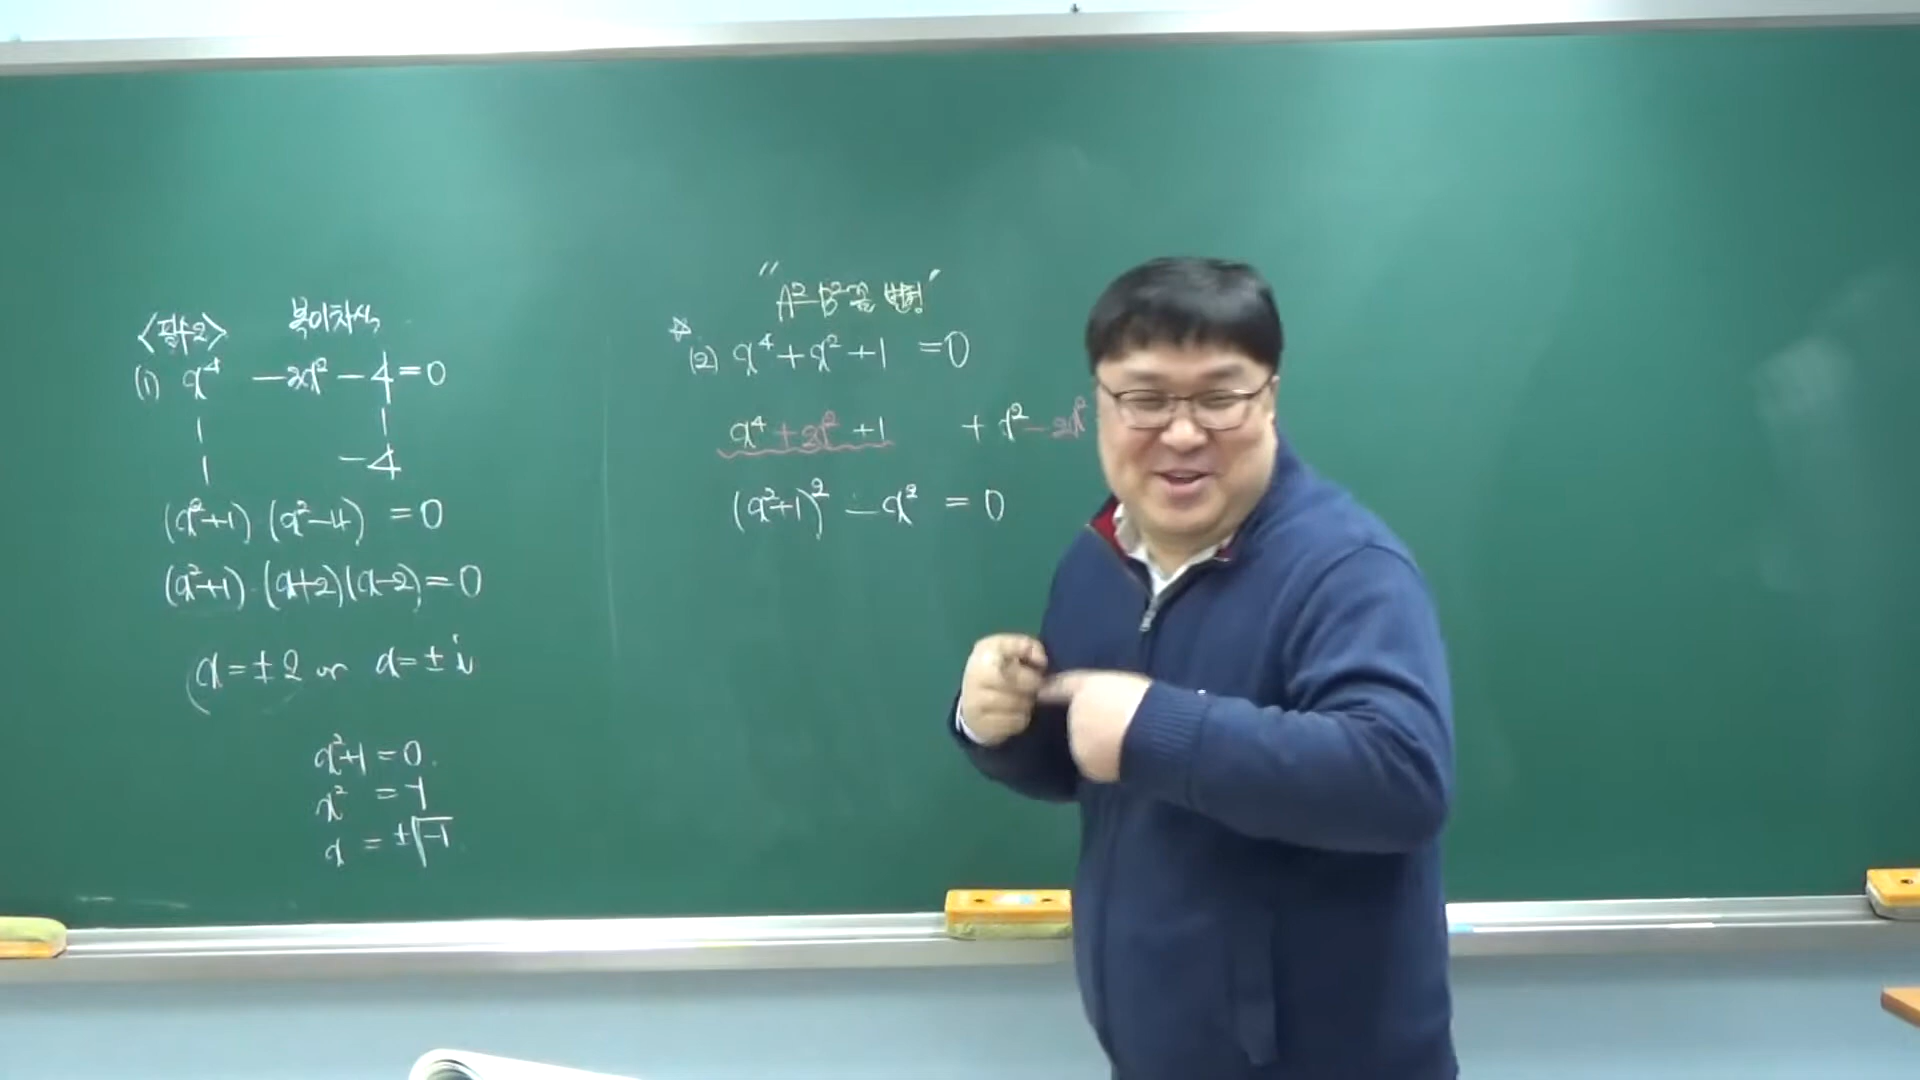 <필수2> 복이차식
(1) x⁴ -3x² - 4 = 0
1 1
1 -4
(x²+1) (x²-4) = 0
(x²+1) (x+2)(x-2) = 0
(x = ±2 or x = ±i
x²+1 = 0
x² = -1
x = ±√-1
"A²-B²꼴 변형!"
☆
(2) x⁴+x²+1 = 0
x⁴+2x²+1 + x²-2x²
(x²+1)² - x² = 0